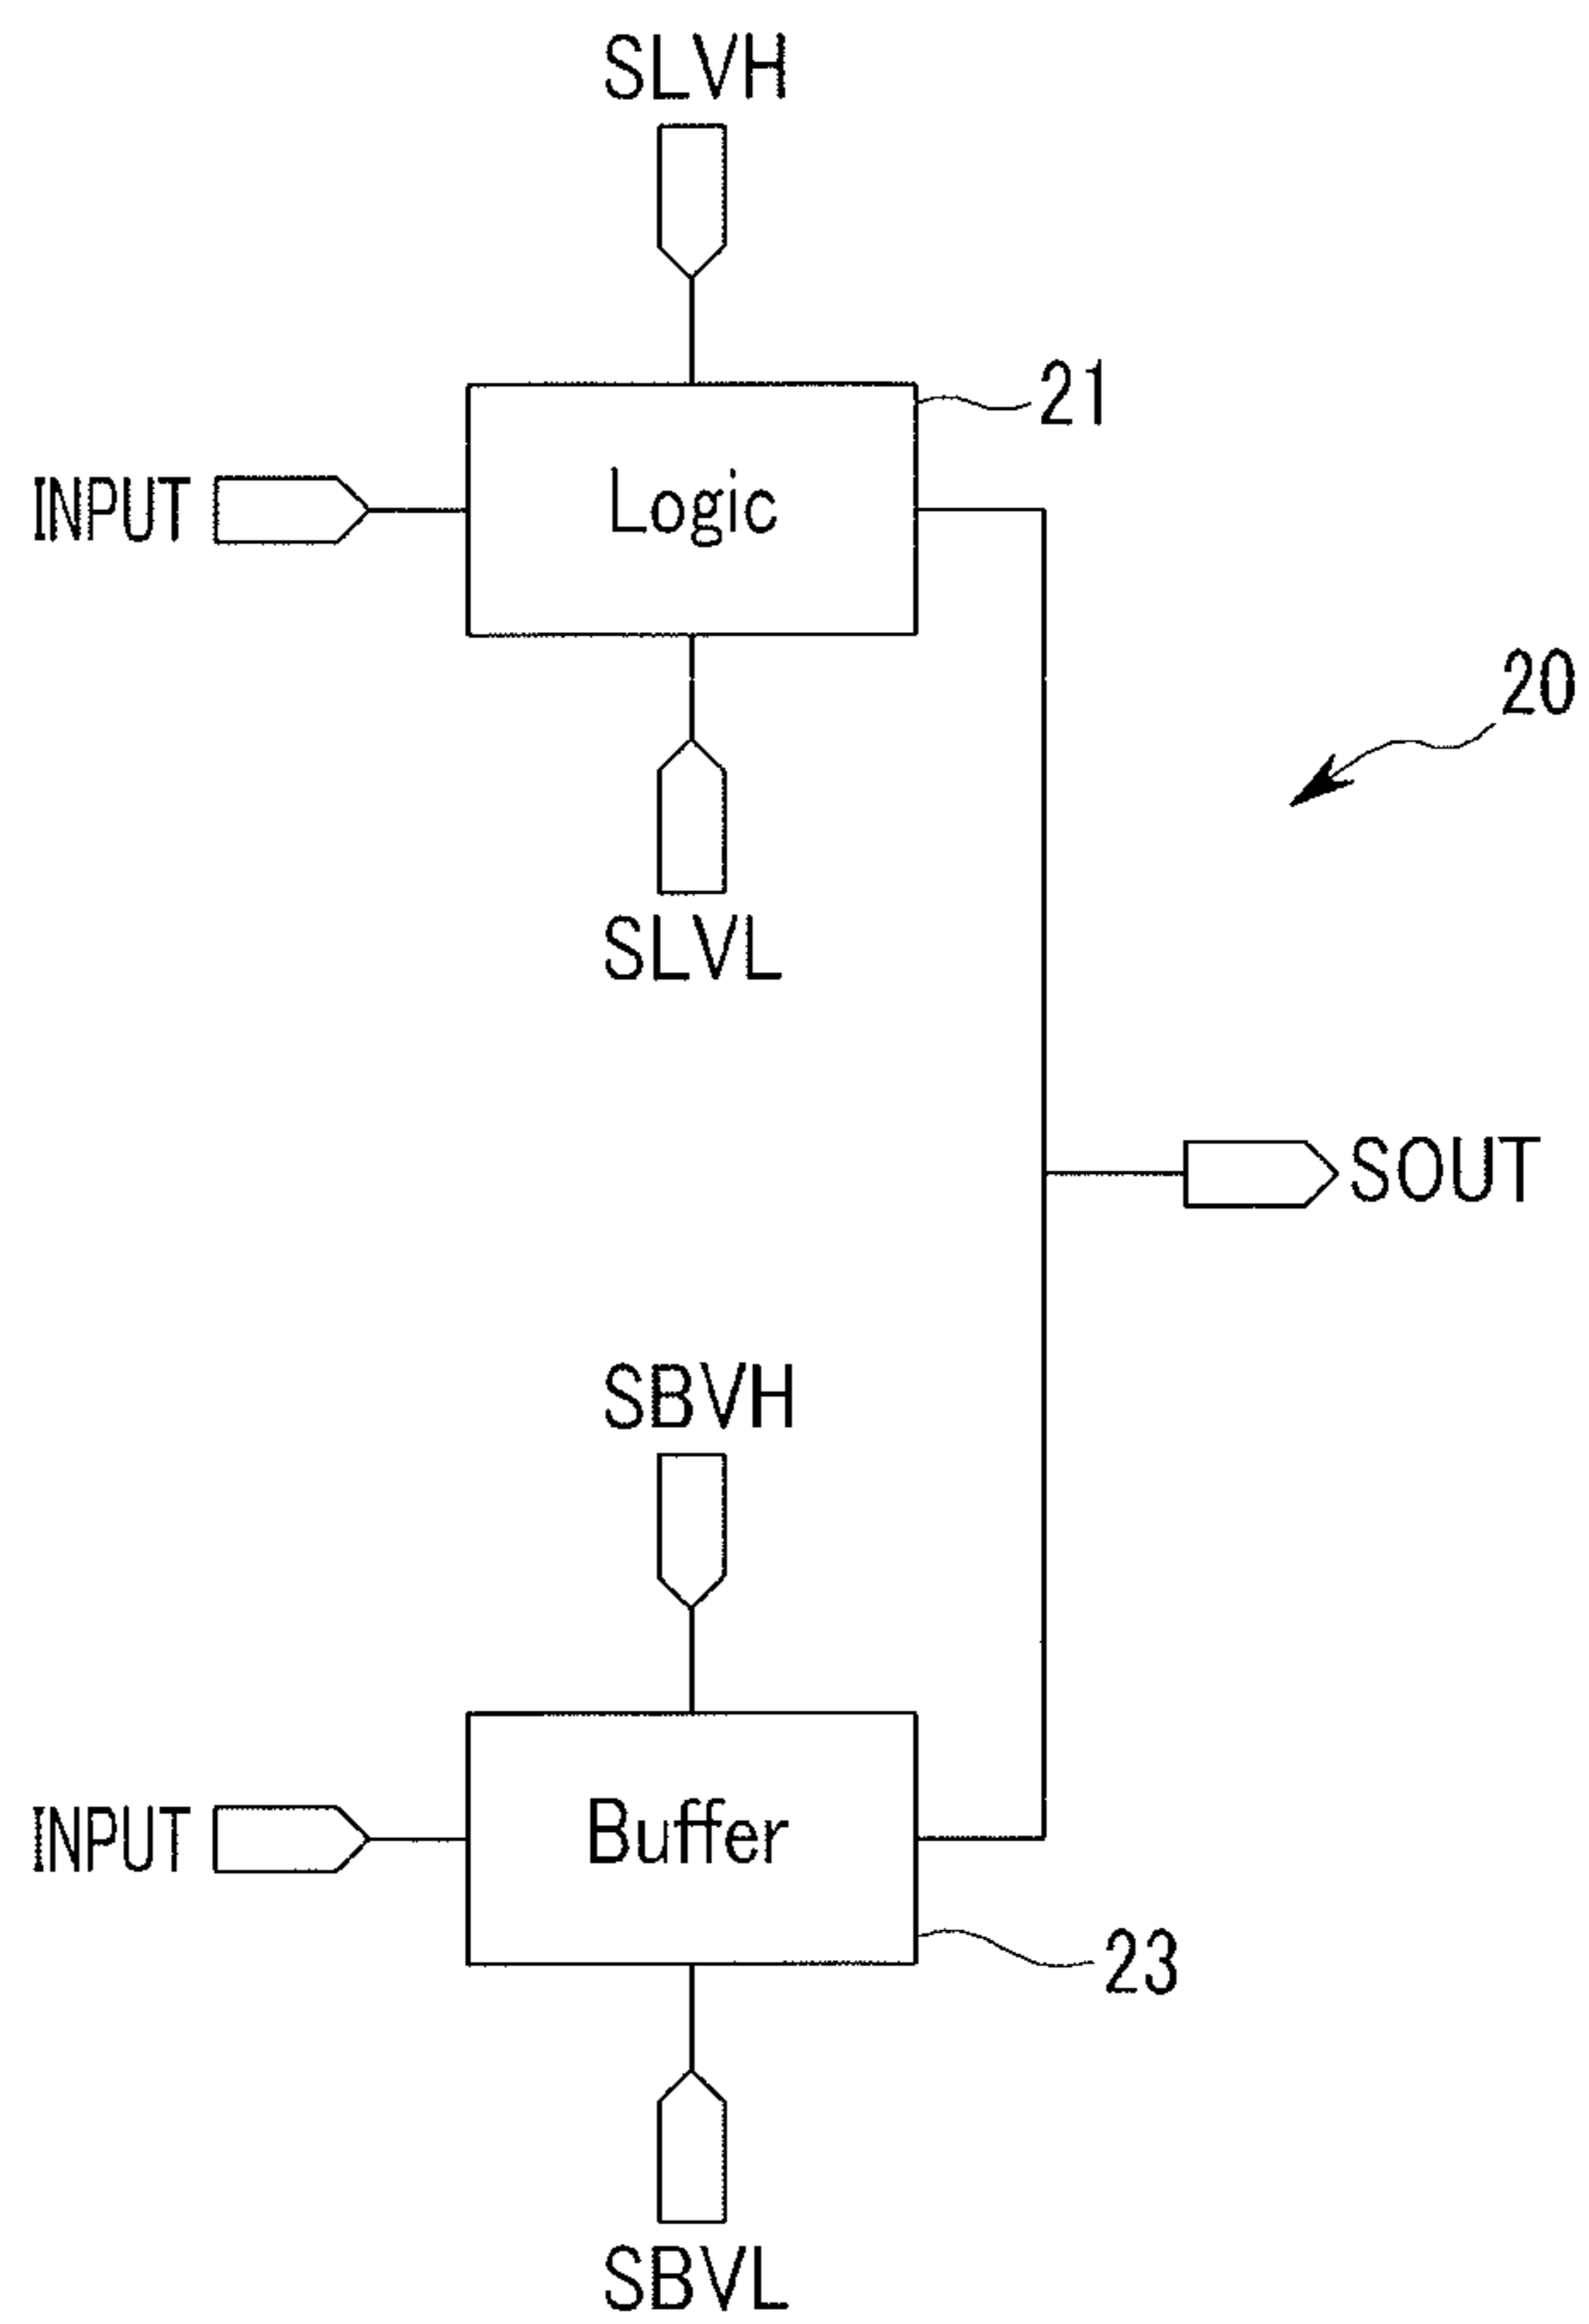 SLVH
21
INPUT
Logic
20
SLVL
SOUT
SBVH
INPUT
Buffer
23
SBVL